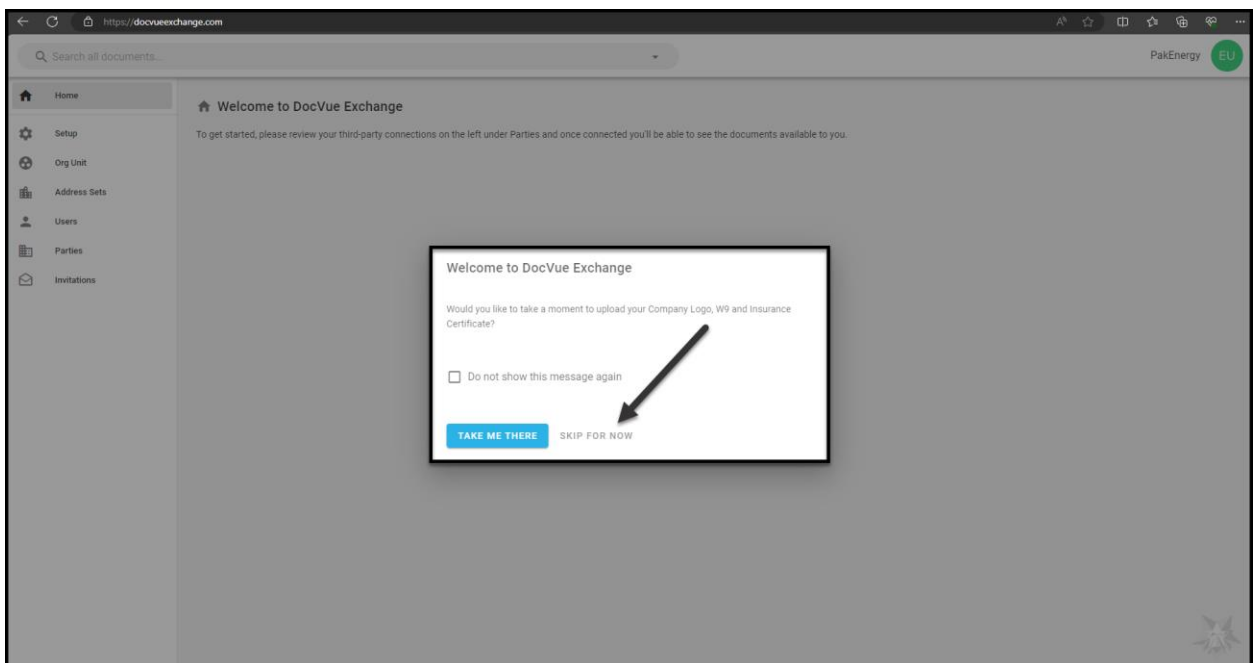 https://docvueexchange.com
Search all documents...
PakEnergy
EU
Home
Setup
Org Unit
Address Sets
Users
Parties
Invitations
Welcome to DocVue Exchange
To get started, please review your third-party connections on the left under Parties and once connected you'll be able to see the documents available to you.
Welcome to DocVue Exchange
Would you like to take a moment to upload your Company Logo, W9 and Insurance
Certificate?
Do not show this message again
TAKE ME THERE
SKIP FOR NOW